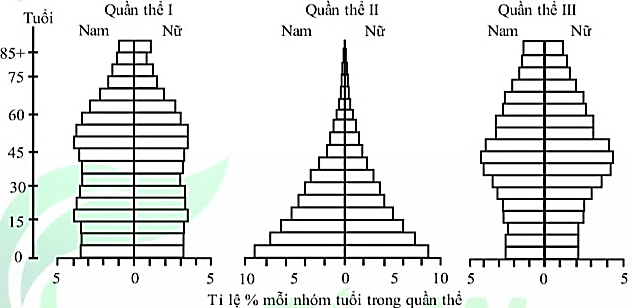 Tuổi
Quần thể I
Quần thể II
Quần thể III
Nam Nữ
Nam Nữ
Nam Nữ
85+
75
60
45
30
15
0
5 0 5
10 5 0 5 10
5 0 5
Tỉ lệ % mỗi nhóm tuổi trong quần thể